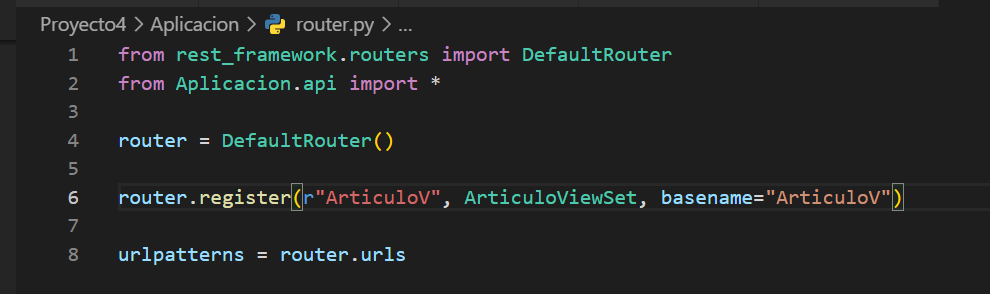 Proyecto4 > Aplicacion > router.py > ...
1 from rest_framework.routers import DefaultRouter
2 from Aplicacion.api import *
3
4 router = DefaultRouter()
5
6 router.register(r"ArticuloV", ArticuloViewSet, basename="ArticuloV")
7
8 urlpatterns = router.urls